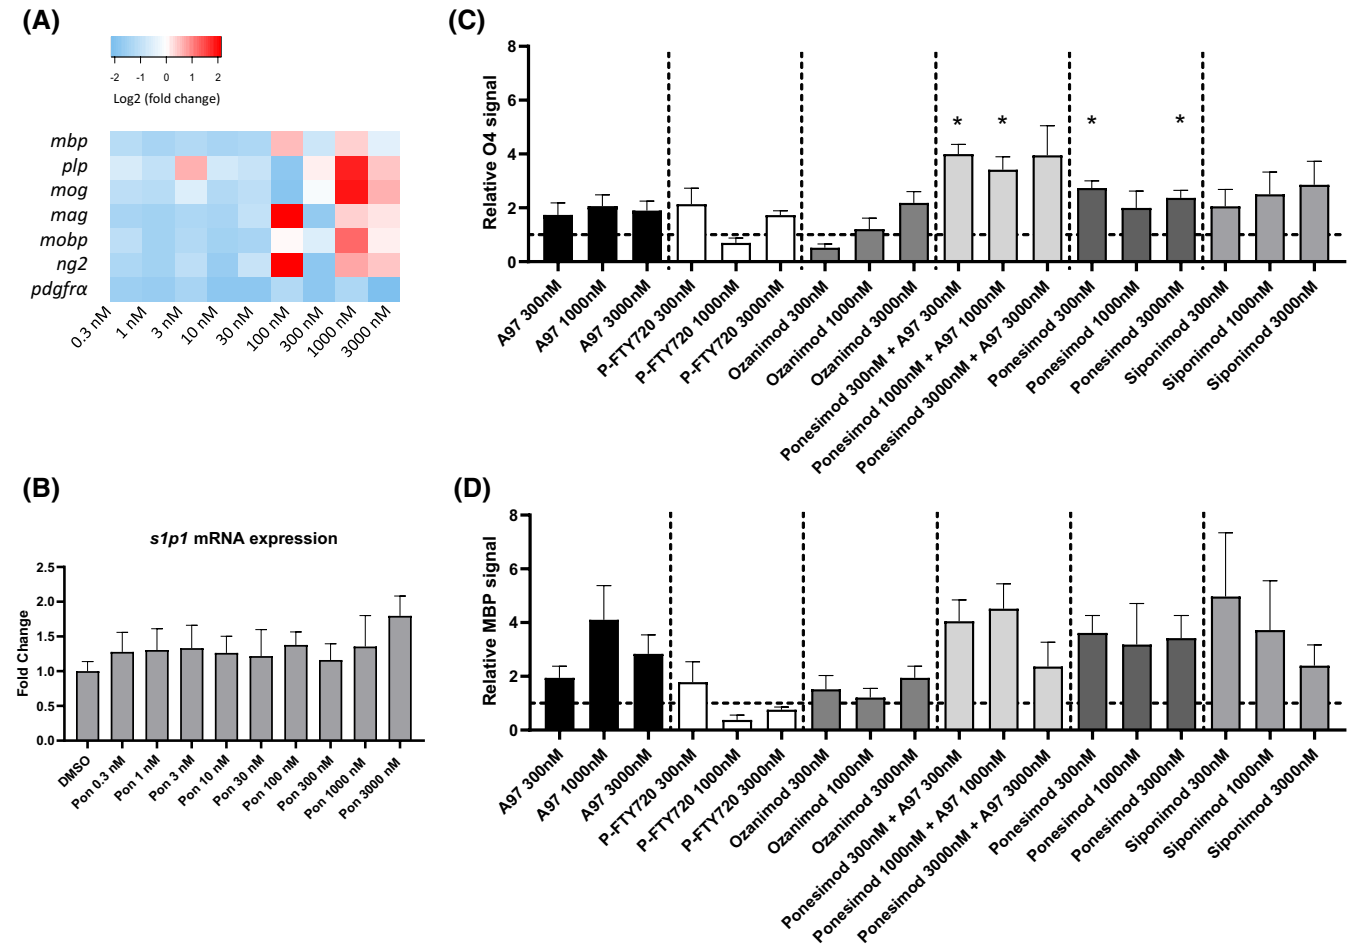 (A)
-2 -1 0 1 2
Log2 (fold change)
mbp
plp
mog
mag
mobp
ng2
pdgfrα
0.3 nM
1 nM
3 nM
10 nM
30 nM
100 nM
300 nM
1000 nM
3000 nM
(B)
s1p1 mRNA expression
Fold Change
2.5
2.0
1.5
1.0
0.5
0.0
DMSO
Pon 0.3 nM
Pon 1 nM
Pon 3 nM
Pon 10 nM
Pon 30 nM
Pon 100 nM
Pon 300 nM
Pon 1000 nM
Pon 3000 nM
(C)
Relative O4 signal
8
6
4
2
0
* * * *
A97 300nM
A97 1000nM
A97 3000nM
P-FTY720 300nM
P-FTY720 1000nM
P-FTY720 3000nM
Ozanimod 300nM
Ozanimod 1000nM
Ozanimod 3000nM
Ponesimod 300nM + A97 300nM
Ponesimod 1000nM + A97 1000nM
Ponesimod 3000nM + A97 3000nM
Ponesimod 300nM
Ponesimod 1000nM
Ponesimod 3000nM
Siponimod 300nM
Siponimod 1000nM
Siponimod 3000nM
(D)
Relative MBP signal
8
6
4
2
0
A97 300nM
A97 1000nM
A97 3000nM
P-FTY720 300nM
P-FTY720 1000nM
P-FTY720 3000nM
Ozanimod 300nM
Ozanimod 1000nM
Ozanimod 3000nM
Ponesimod 300nM + A97 300nM
Ponesimod 1000nM + A97 1000nM
Ponesimod 3000nM + A97 3000nM
Ponesimod 300nM
Ponesimod 1000nM
Ponesimod 3000nM
Siponimod 300nM
Siponimod 1000nM
Siponimod 3000nM